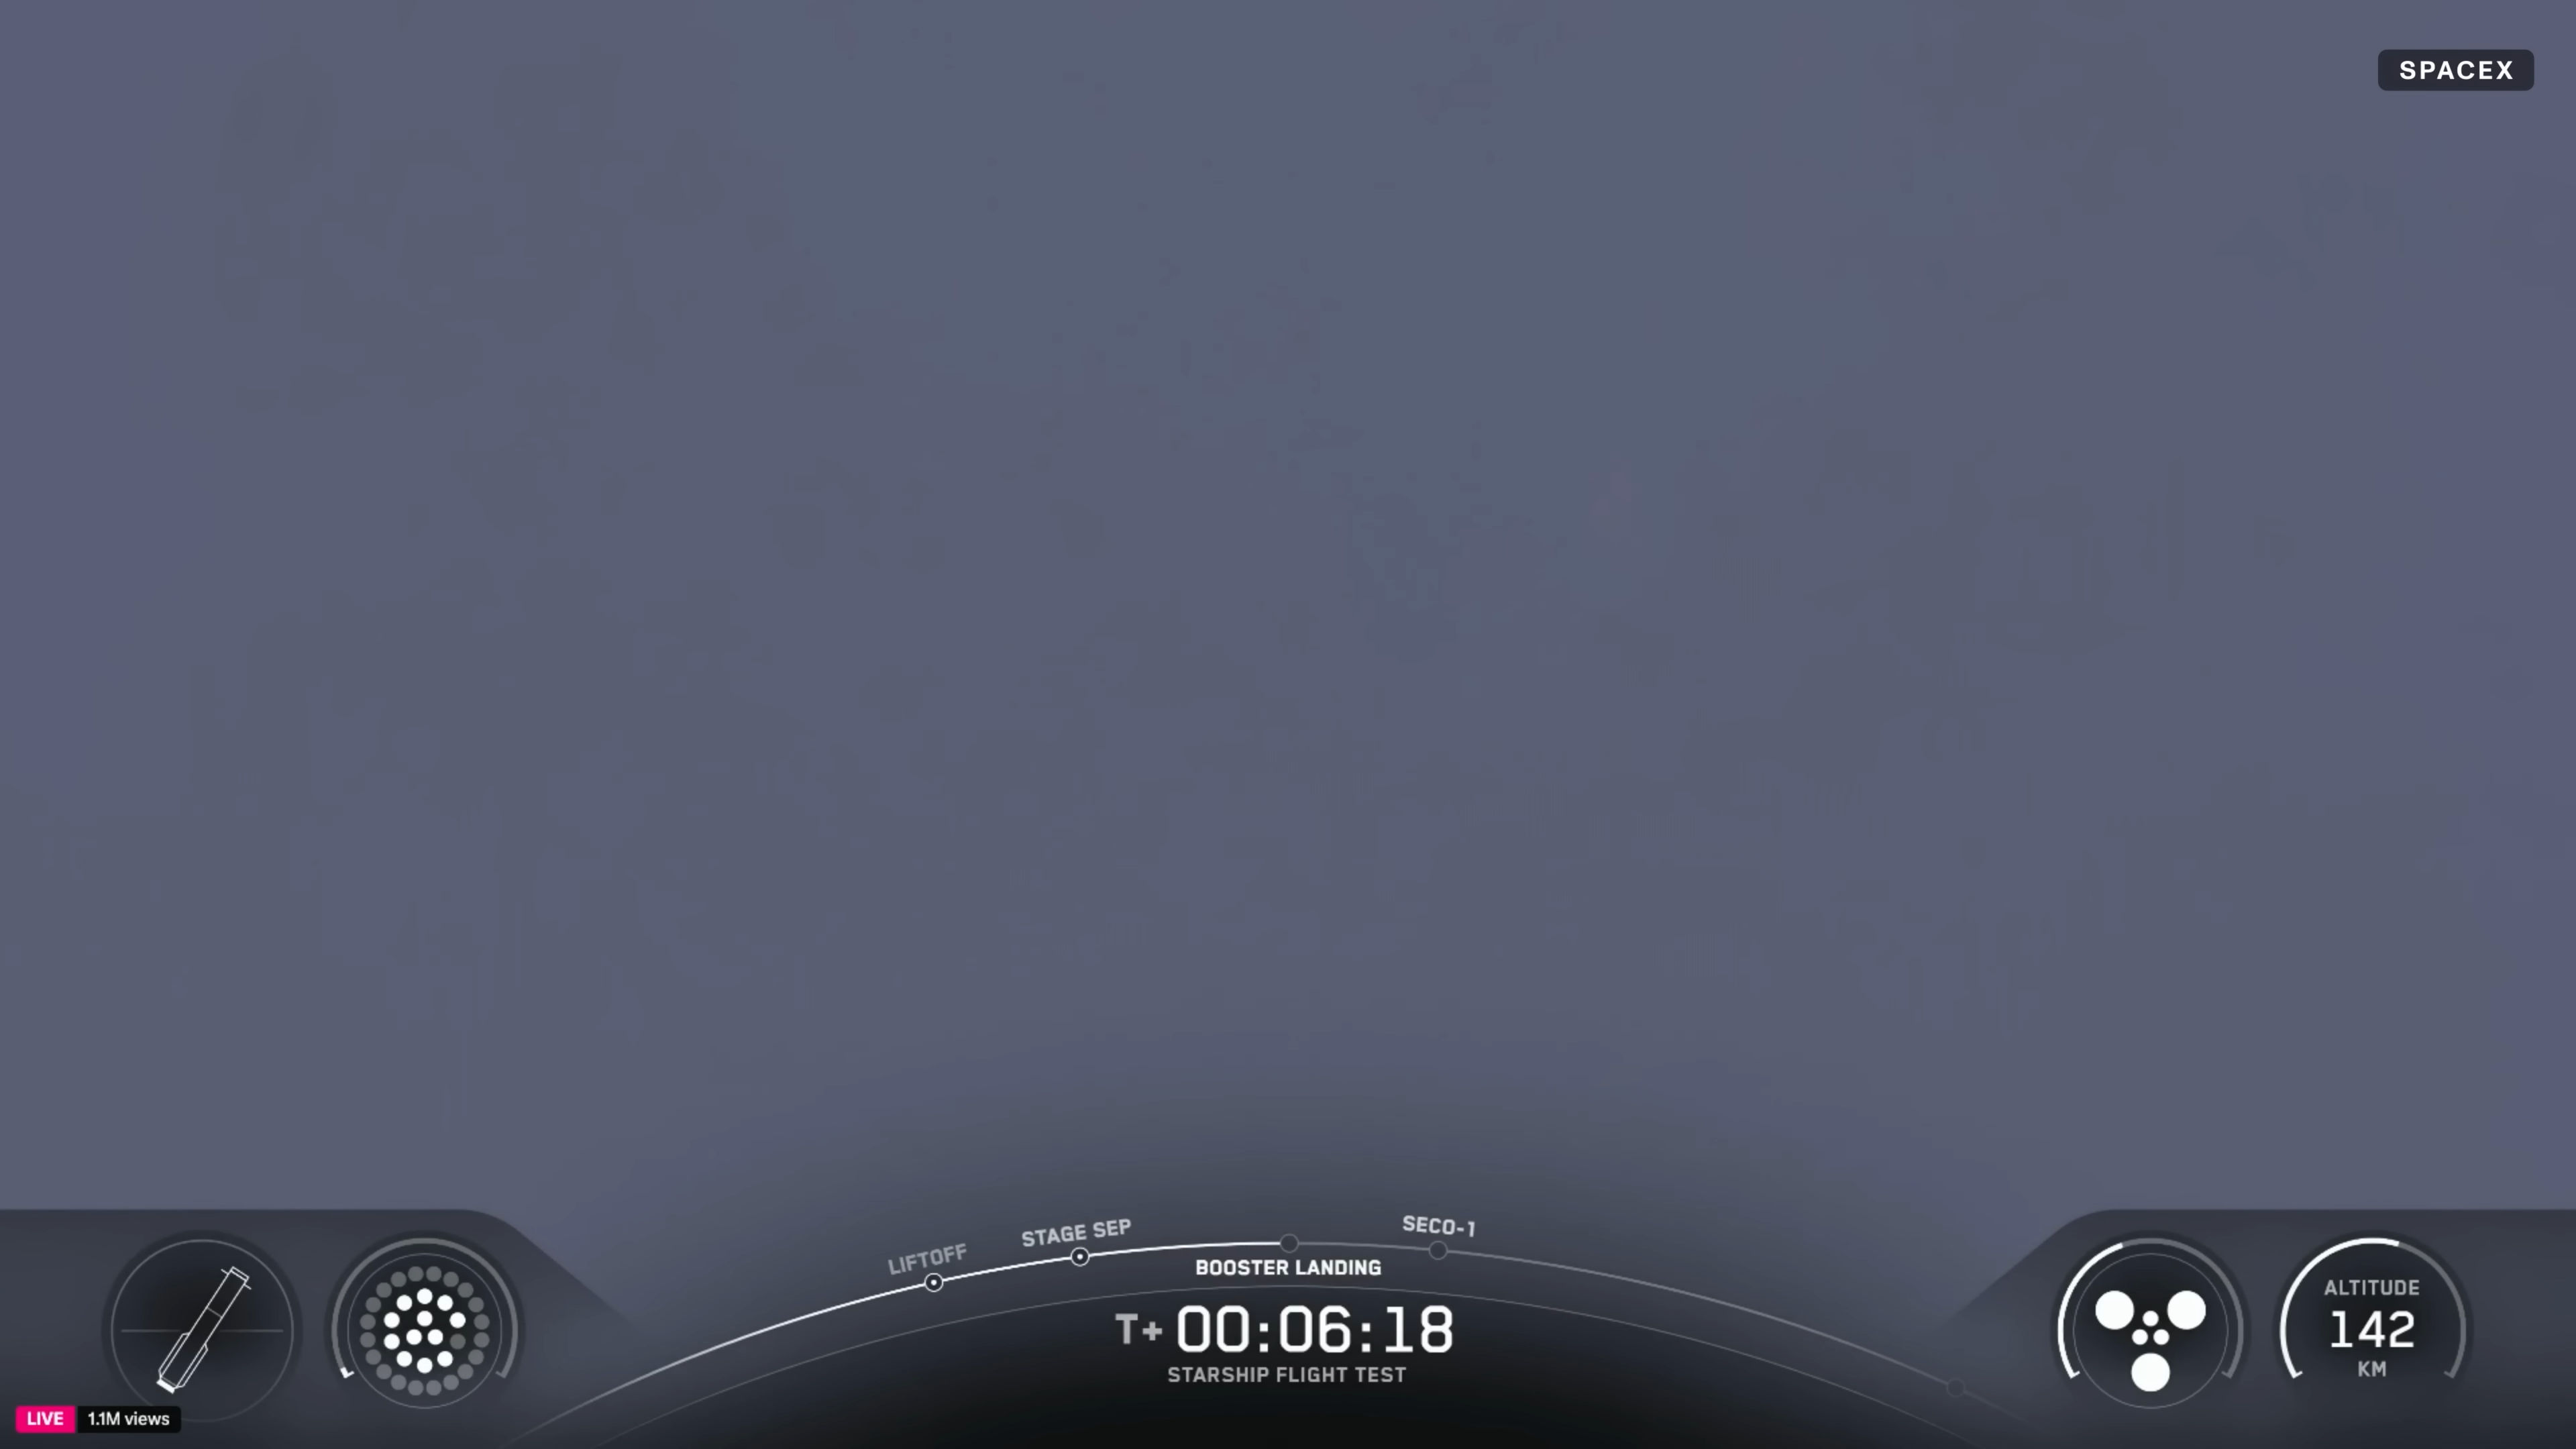 SPACEX
LIFTOFF
STAGE SEP
BOOSTER LANDING
SECO-1
T+ 00:06:18
STARSHIP FLIGHT TEST
ALTITUDE
142
KM
LIVE 1.1M views